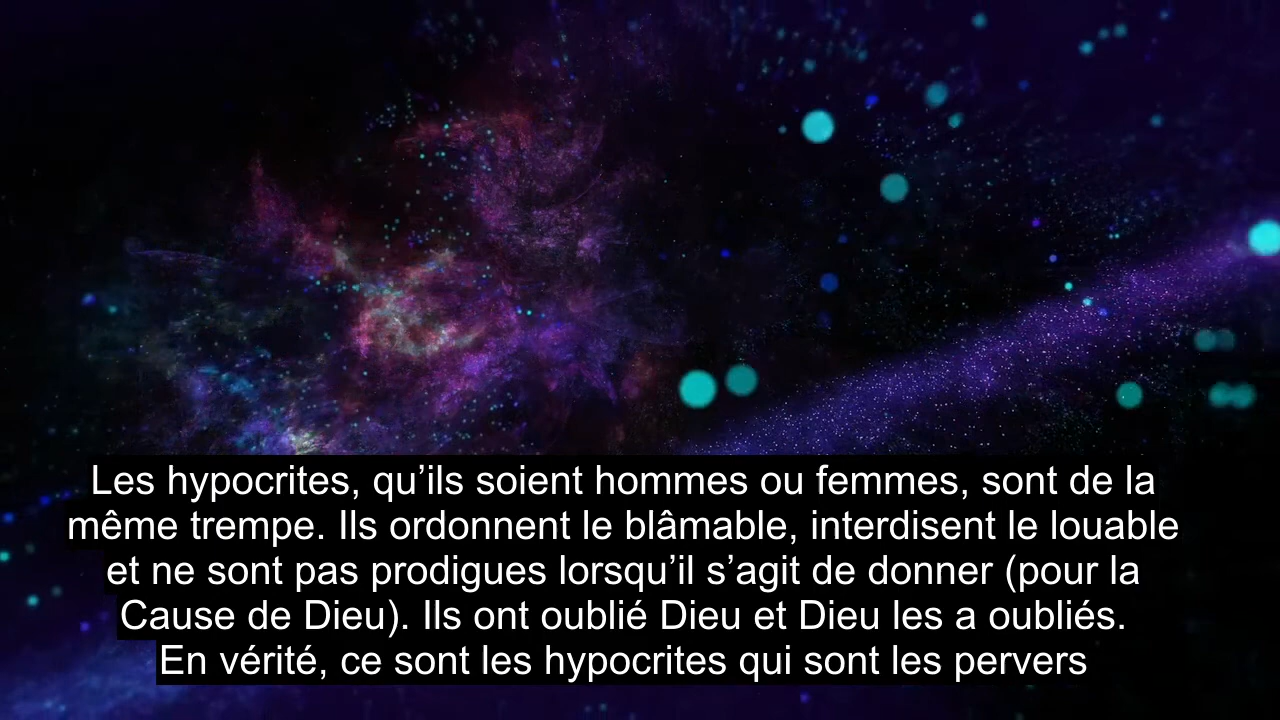 Les hypocrites, qu’ils soient hommes ou femmes, sont de la
même trempe. Ils ordonnent le blâmable, interdisent le louable
et ne sont pas prodigues lorsqu’il s’agit de donner (pour la
Cause de Dieu). Ils ont oublié Dieu et Dieu les a oubliés.
En vérité, ce sont les hypocrites qui sont les pervers